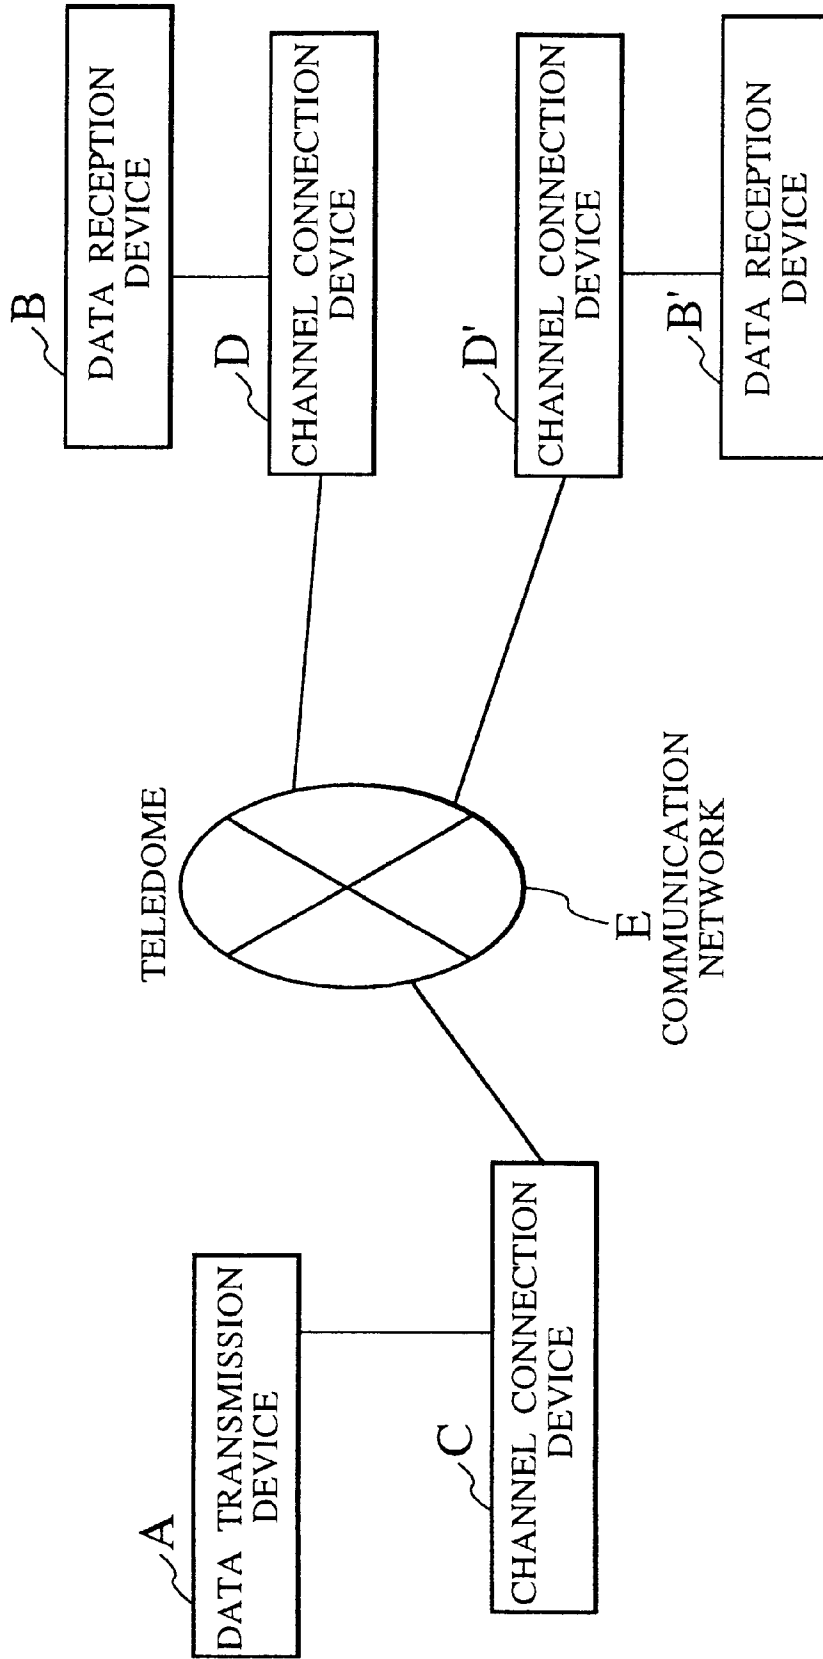 A
DATA TRANSMISSION
DEVICE
C
CHANNEL CONNECTION
DEVICE
TELEDOME
E
COMMUNICATION
NETWORK
B
DATA RECEPTION
DEVICE
D
CHANNEL CONNECTION
DEVICE
D'
CHANNEL CONNECTION
DEVICE
B'
DATA RECEPTION
DEVICE